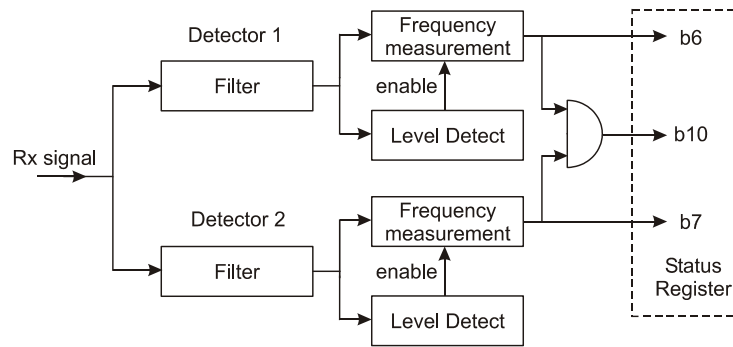 Detector 1
Filter
Frequency
measurement
enable
Level Detect
b6
b10
Rx signal
Detector 2
Filter
Frequency
measurement
enable
Level Detect
b7
Status
Register